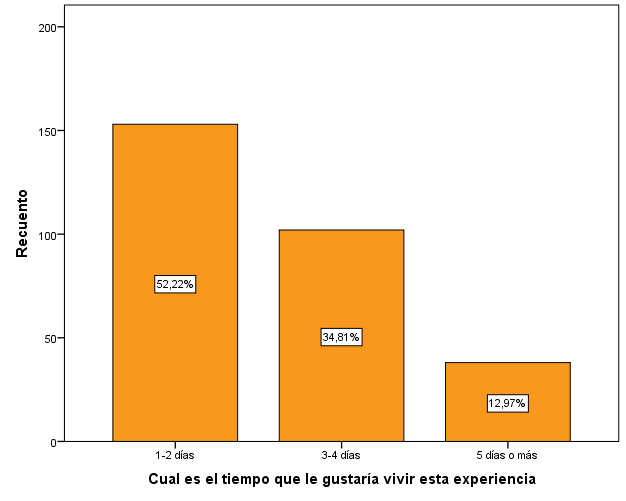 Recuento
200
150
100
50
0
52,22%
34,81%
12,97%
1-2 días
3-4 días
5 días o más
Cual es el tiempo que le gustaría vivir esta experiencia